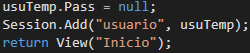 usuTemp.Pass = null;
Session.Add("usuario", usuTemp);
return View("Inicio");